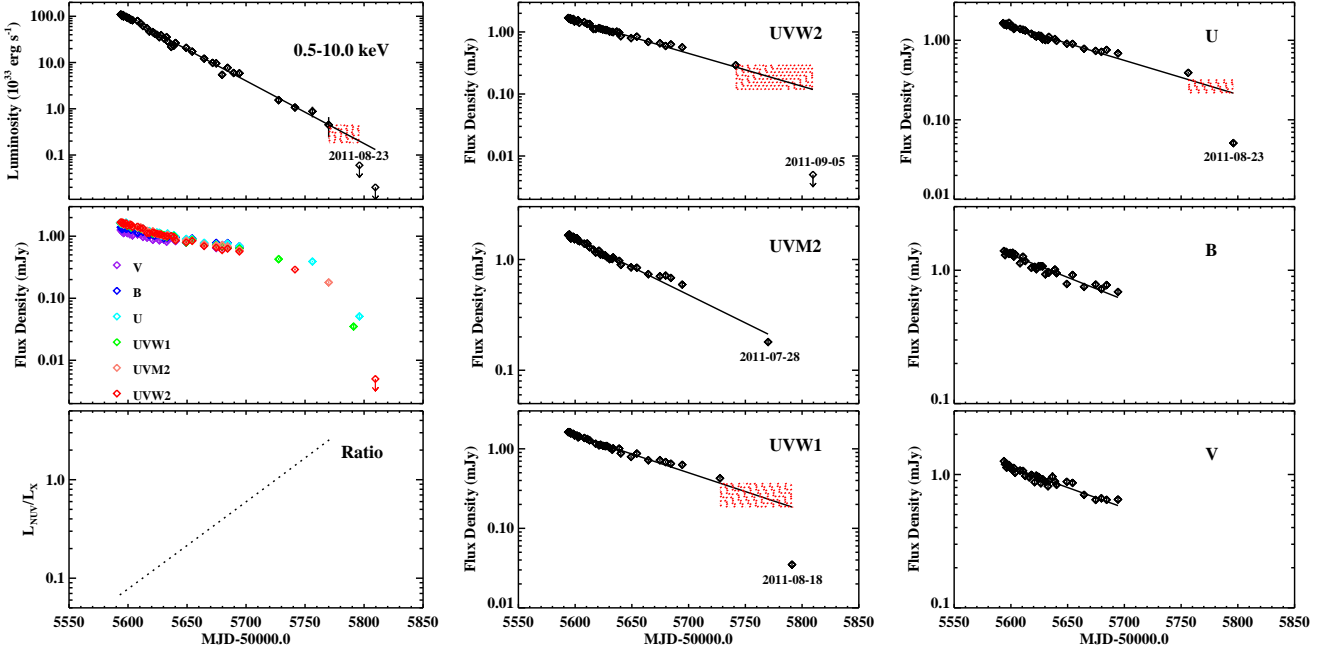 100.0
10.0
1.0
0.1
Luminosity (10³³ erg s⁻¹)
0.5-10.0 keV
2011-08-23
1.00
0.10
0.01
Flux Density (mJy)
UVW2
2011-09-05
1.00
0.10
0.01
Flux Density (mJy)
U
2011-08-23
1.00
0.10
0.01
Flux Density (mJy)
V
B
U
UVW1
UVM2
UVW2
1.0
0.1
Flux Density (mJy)
UVM2
2011-07-28
1.0
0.1
Flux Density (mJy)
B
1.0
0.1
L_NUV/L_X
Ratio
5550 5600 5650 5700 5750 5800 5850
MJD-50000.0
1.00
0.10
0.01
Flux Density (mJy)
UVW1
2011-08-18
5550 5600 5650 5700 5750 5800 5850
MJD-50000.0
1.0
0.1
Flux Density (mJy)
V
5550 5600 5650 5700 5750 5800 5850
MJD-50000.0